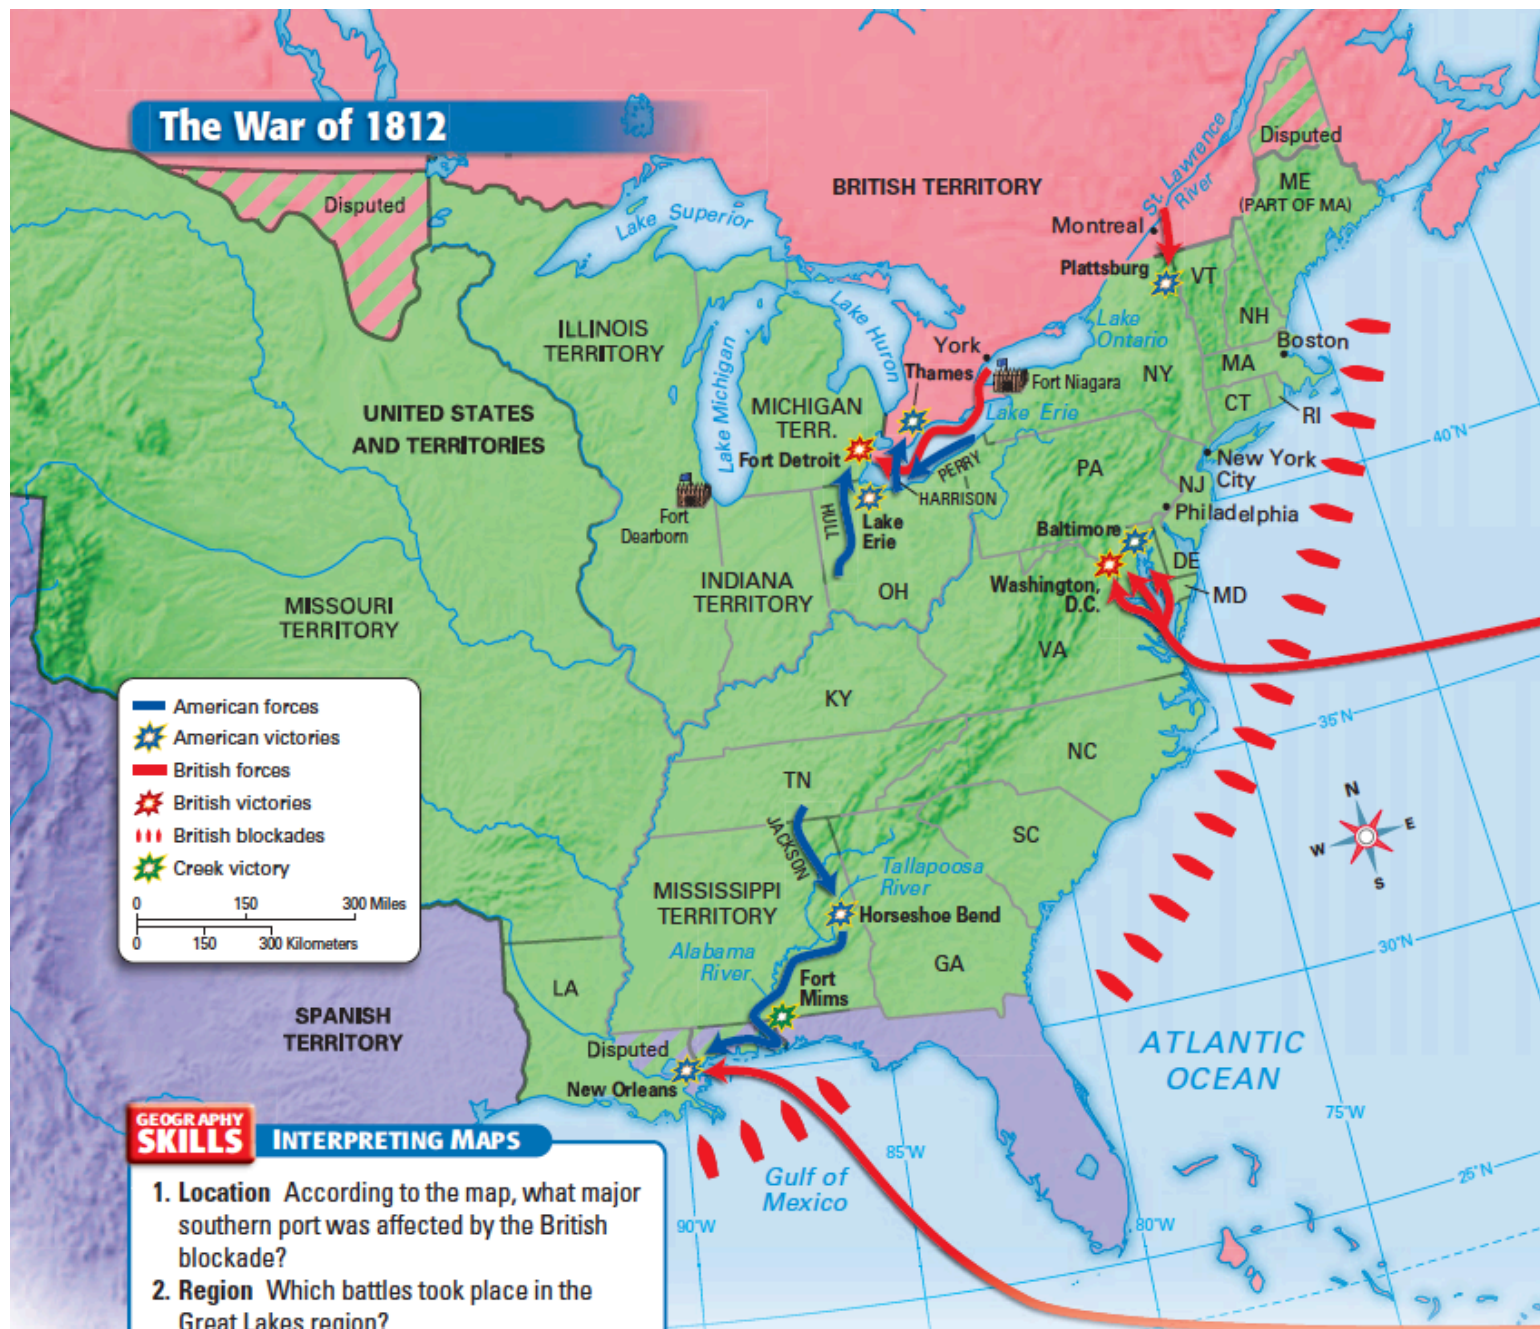 The War of 1812
Disputed
BRITISH TERRITORY
St. Lawrence
River
Disputed
ME
(PART OF MA)
Lake Superior
Montreal
Plattsburg
VT
NH
ILLINOIS
TERRITORY
Lake Huron
Lake
Ontario
Lake Michigan
York
Boston
Thames
MA
Fort Niagara
NY
MICHIGAN
TERR.
CT
RI
Lake Erie
UNITED STATES
AND TERRITORIES
40°N
Fort Detroit
PERRY
PA
New York
City
NJ
HARRISON
Philadelphia
HULL
Fort
Dearborn
Lake
Erie
Baltimore
DE
INDIANA
TERRITORY
OH
Washington,
D.C.
MD
MISSOURI
TERRITORY
VA
KY
American forces
American victories
British forces
British victories
British blockades
Creek victory
0 150 300 Miles
0 150 300 Kilometers
35°N
NC
TN
N
E
W
S
JACKSON
SC
Tallapoosa
River
MISSISSIPPI
TERRITORY
Horseshoe Bend
30°N
Alabama
River
GA
Fort
Mims
LA
SPANISH
TERRITORY
Disputed
ATLANTIC
OCEAN
New Orleans
75°W
85°W
GEOGRAPHY
SKILLS
INTERPRETING MAPS
25°N
Gulf of
Mexico
90°W
80°W
1. Location According to the map, what major
southern port was affected by the British
blockade?
2. Region Which battles took place in the
Great Lakes region?